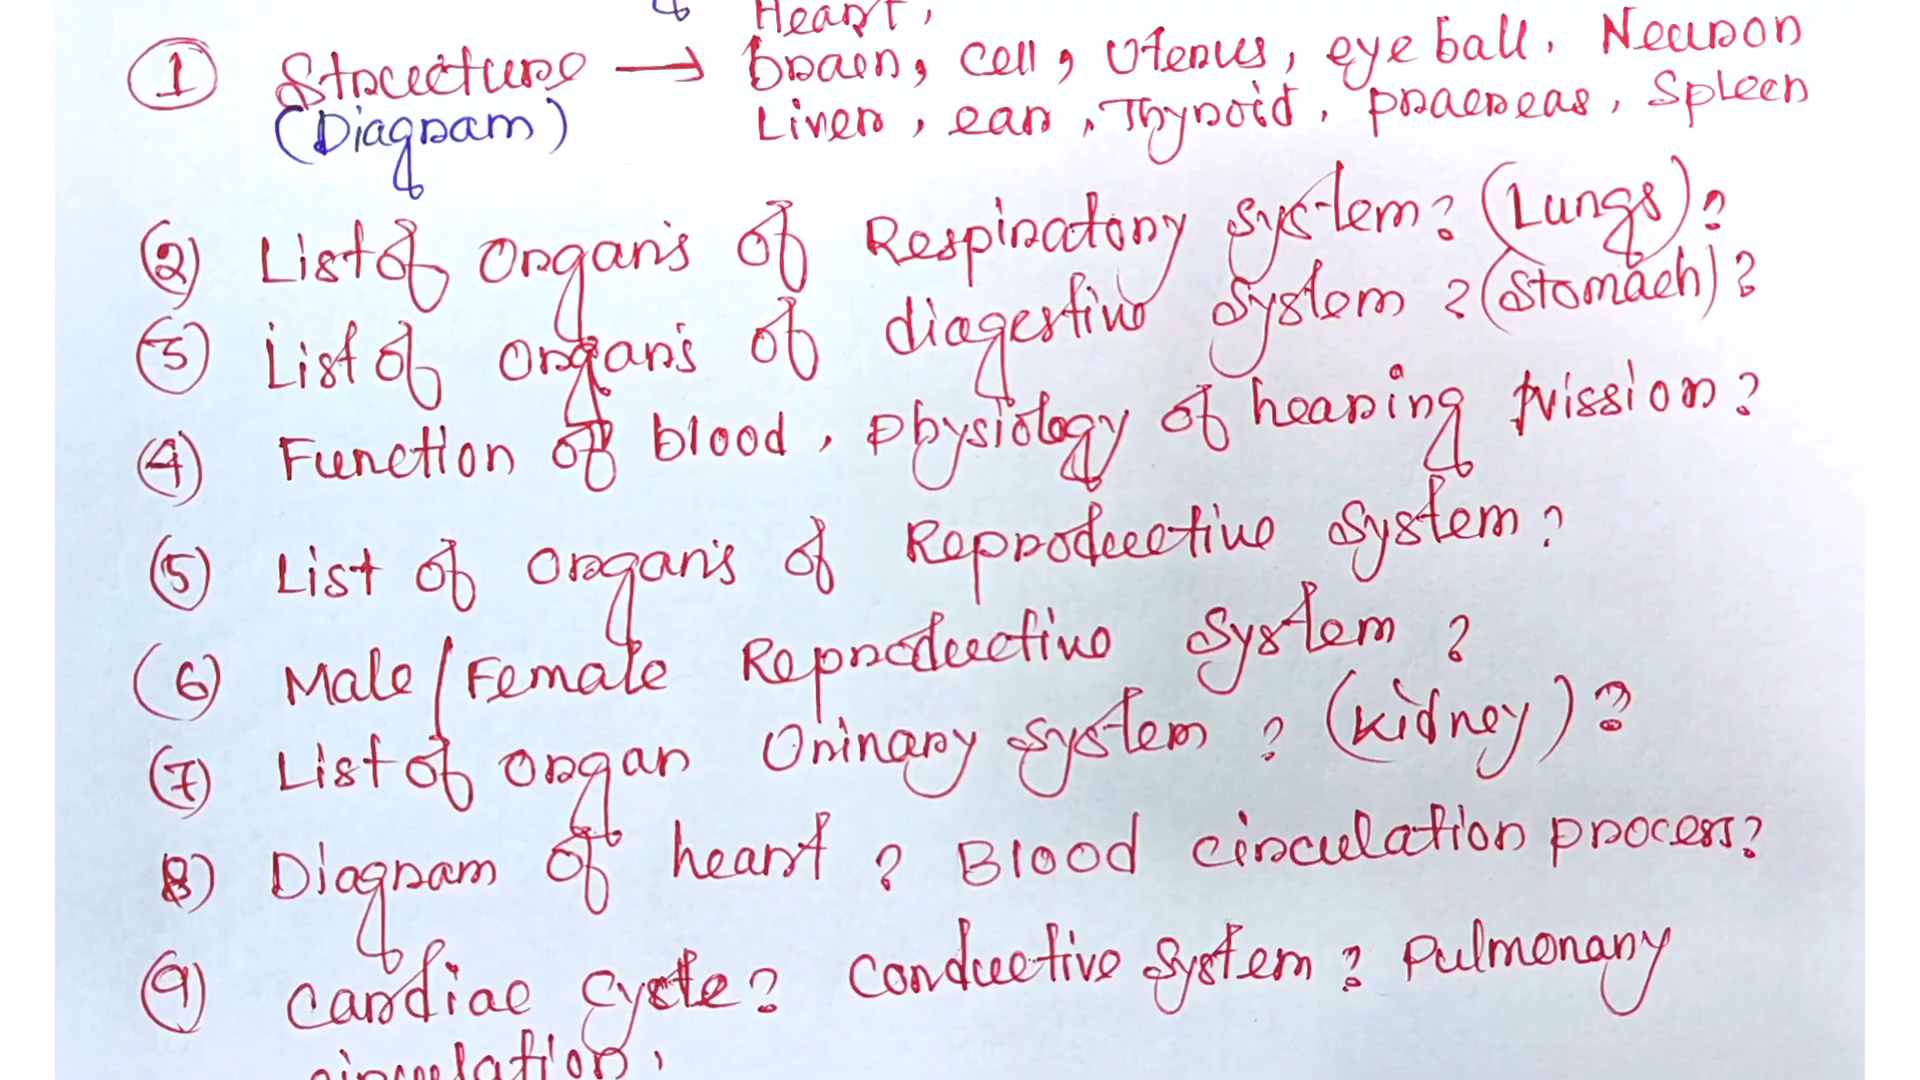 Heart,
① Structure → brain, cell, Uterus, eye ball, Neuron
(Diagram) Liver, ear, Thyroid, pancreas, Spleen
(2) List of Organ's of Respiratory system? (Lungs)?
(3) List of organ's of diagestive system? (Stomach)?
(4) Function of blood, physiology of hearing vission?
(5) List of organ's of Reproductive system?
(6) Male/Female Reproductive system?
(7) List of organ Urinary system? (Kidney)?
8) Diagram of heart? Blood circulation process?
(9) cardiac cycle? Conductive system? Pulmonary
circulation,